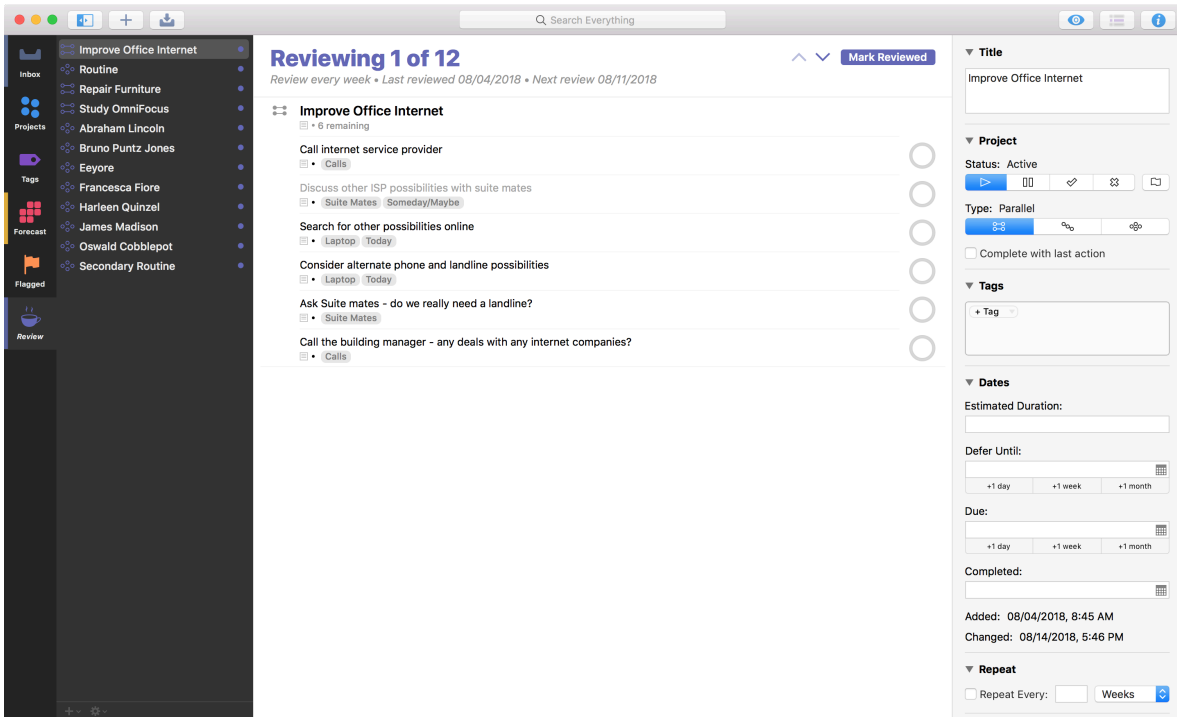 Search Everything
Inbox
Projects
Tags
Forecast
Flagged
Review
Improve Office Internet
Routine
Repair Furniture
Study OmniFocus
Abraham Lincoln
Bruno Puntz Jones
Eeyore
Francesca Fiore
Harleen Quinzel
James Madison
Oswald Cobblepot
Secondary Routine
Reviewing 1 of 12
Mark Reviewed
Review every week • Last reviewed 08/04/2018 • Next review 08/11/2018
Improve Office Internet
• 6 remaining
Call internet service provider
• Calls
Discuss other ISP possibilities with suite mates
• Suite Mates Someday/Maybe
Search for other possibilities online
• Laptop Today
Consider alternate phone and landline possibilities
• Laptop Today
Ask Suite mates - do we really need a landline?
• Suite Mates
Call the building manager - any deals with any internet companies?
• Calls
Title
Improve Office Internet
Project
Status: Active
Type: Parallel
Complete with last action
Tags
+ Tag
Dates
Estimated Duration:
Defer Until:
+1 day +1 week +1 month
Due:
+1 day +1 week +1 month
Completed:
Added: 08/04/2018, 8:45 AM
Changed: 08/14/2018, 5:46 PM
Repeat
Repeat Every: Weeks